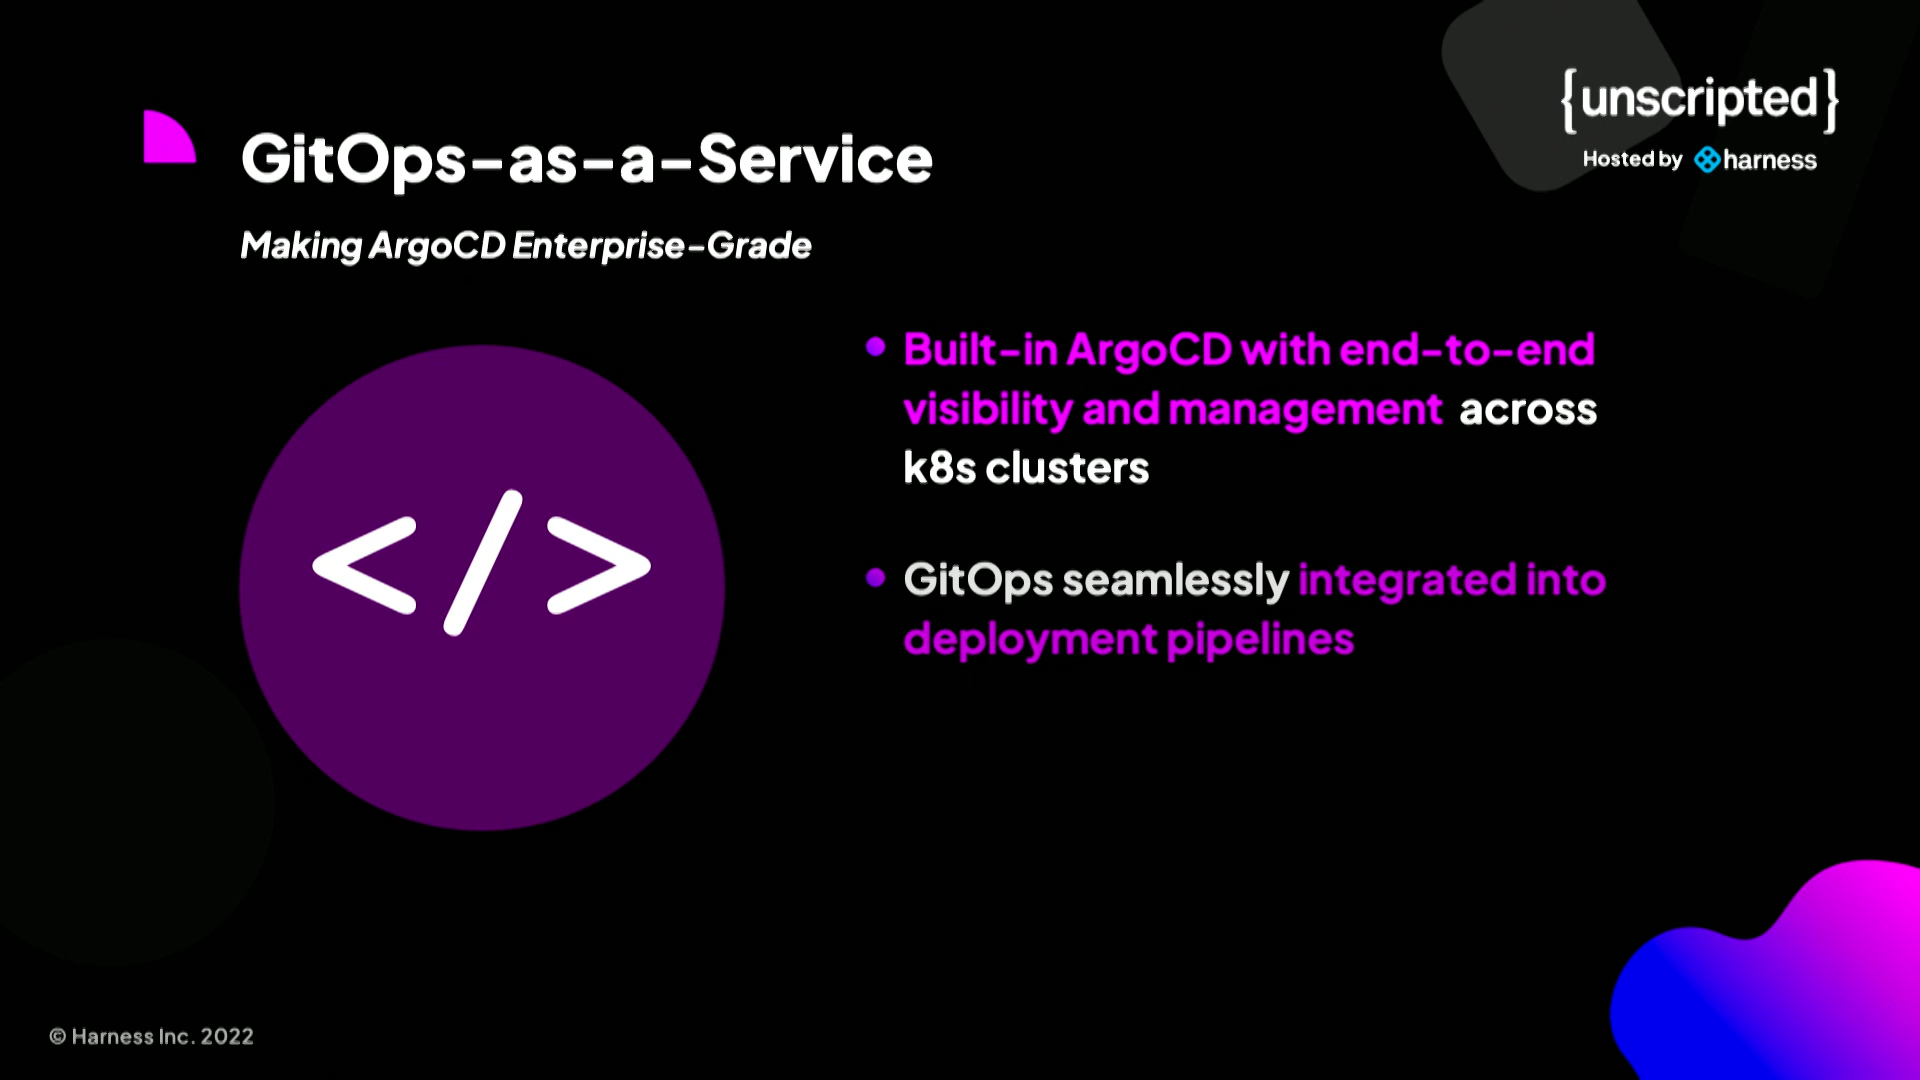 {unscripted}
Hosted by harness
GitOps-as-a-Service
Making ArgoCD Enterprise-Grade
</>
Built-in ArgoCD with end-to-end
visibility and management across
k8s clusters
GitOps seamlessly integrated into
deployment pipelines
© Harness Inc. 2022